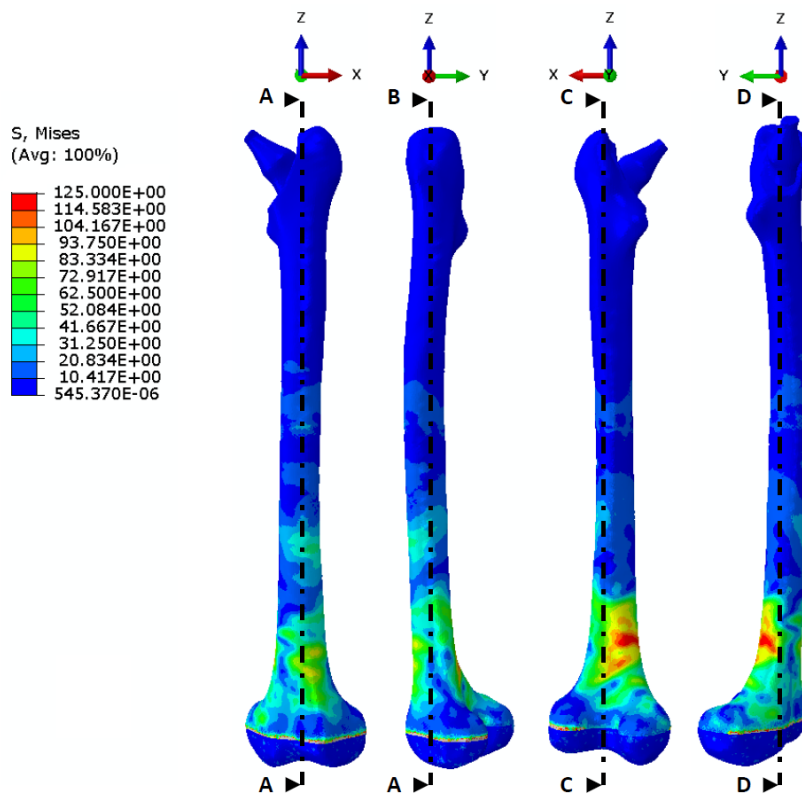 Z Z Z Z
X Y X Y Y
X
A B C D
S, Mises
(Avg: 100%)
125.000E+00
114.583E+00
104.167E+00
93.750E+00
83.334E+00
72.917E+00
62.500E+00
52.084E+00
41.667E+00
31.250E+00
20.834E+00
10.417E+00
545.370E-06
A A C D